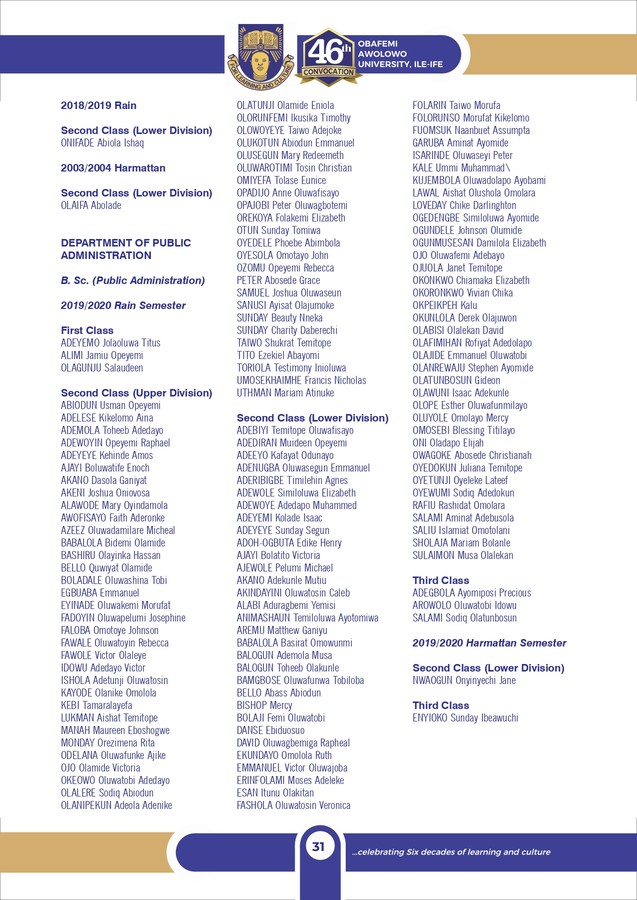 FOR LEARNING AND CULTURE
46th
CONVOCATION
OBAFEMI
AWOLOWO
UNIVERSITY, ILE-IFE
2018/2019 Rain
Second Class (Lower Division)
ONIFADE Abiola Ishaq
2003/2004 Harmattan
Second Class (Lower Division)
OLAIFA Abolade
DEPARTMENT OF PUBLIC
ADMINISTRATION
B. Sc. (Public Administration)
2019/2020 Rain Semester
First Class
ADEYEMO Jolaoluwa Titus
ALIMI Jamiu Opeyemi
OLAGUNJU Salaudeen
Second Class (Upper Division)
ABIODUN Usman Opeyemi
ADELESE Kikelomo Aina
ADEMOLA Toheeb Adedayo
ADEWOYIN Opeyemi Raphael
ADEYEYE Kehinde Amos
AJAYI Boluwatife Enoch
AKANO Dasola Ganiyat
AKENI Joshua Oniovosa
ALAWODE Mary Oyindamola
AWOFISAYO Faith Aderonke
AZEEZ Oluwadamilare Micheal
BABALOLA Bidemi Olamide
BASHIRU Olayinka Hassan
BELLO Quwiyat Olamide
BOLADALE Oluwashina Tobi
EGBUABA Emmanuel
EYINADE Oluwakemi Morufat
FADOYIN Oluwapelumi Josephine
FALOBA Omotoye Johnson
FAWALE Oluwatoyin Rebecca
FAWOLE Victor Olaleye
IDOWU Adedayo Victor
ISHOLA Adetunji Oluwatosin
KAYODE Olanike Omolola
KEBI Tamaralayefa
LUKMAN Aishat Temitope
MANAH Maureen Eboshogwe
MONDAY Orezimena Rita
ODELANA Oluwafunke Ajike
OJO Olamide Victoria
OKEOWO Oluwatobi Adedayo
OLALERE Sodiq Abiodun
OLANIPEKUN Adeola Adenike
OLATUNJI Olamide Eniola
OLORUNFEMI Ikusika Timothy
OLOWOYEYE Taiwo Adejoke
OLUKOTUN Abiodun Emmanuel
OLUSEGUN Mary Redeemeth
OLUWAROTIMI Tosin Christian
OMIYEFA Tolase Eunice
OPADIJO Anne Oluwafisayo
OPAJOBI Peter Oluwagbotemi
OREKOYA Folakemi Elizabeth
OTUN Sunday Tomiwa
OYEDELE Phoebe Abimbola
OYESOLA Omotayo John
OZOMU Opeyemi Rebecca
PETER Abosede Grace
SAMUEL Joshua Oluwaseun
SANUSI Ayisat Olajumoke
SUNDAY Beauty Nneka
SUNDAY Charity Daberechi
TAIWO Shukrat Temitope
TITO Ezekiel Abayomi
TORIOLA Testimony Inioluwa
UMOSEKHAIMHE Francis Nicholas
UTHMAN Mariam Atinuke
Second Class (Lower Division)
ADEBIYI Temitope Oluwafisayo
ADEDIRAN Muideen Opeyemi
ADEEYO Kafayat Odunayo
ADENUGBA Oluwasegun Emmanuel
ADERIBIGBE Timilehin Agnes
ADEWOLE Similoluwa Elizabeth
ADEWOYE Adedapo Muhammed
ADEYEMI Kolade Isaac
ADEYEYE Sunday Segun
ADOH-OGBUTA Edike Henry
AJAYI Bolatito Victoria
AJEWOLE Pelumi Michael
AKANO Adekunle Mutiu
AKINDAYINI Oluwatosin Caleb
ALABI Aduragbemi Yemisi
ANIMASHAUN Temiloluwa Ayotomiwa
AREMU Matthew Ganiyu
BABALOLA Basirat Omowunmi
BALOGUN Ademola Musa
BALOGUN Toheeb Olakunle
BAMGBOSE Oluwafunwa Tobiloba
BELLO Abass Abiodun
BISHOP Mercy
BOLAJI Femi Oluwatobi
DANSE Ebiduosuo
DAVID Oluwagbemiga Rapheal
EKUNDAYO Omolola Ruth
EMMANUEL Victor Oluwajoba
ERINFOLAMI Moses Adeleke
ESAN Itunu Olakitan
FASHOLA Oluwatosin Veronica
FOLARIN Taiwo Morufa
FOLORUNSO Morufat Kikelomo
FUOMSUK Naanbuet Assumpta
GARUBA Aminat Ayomide
ISARINDE Oluwaseyi Peter
KALE Ummi Muhammad\
KUJEMBOLA Oluwadolapo Ayobami
LAWAL Aishat Olushola Omolara
LOVEDAY Chike Darlinghton
OGEDENGBE Similoluwa Ayomide
OGUNDELE Johnson Olumide
OGUNMUSESAN Damilola Elizabeth
OJO Oluwafemi Adebayo
OJUOLA Janet Temitope
OKONKWO Chiamaka Elizabeth
OKORONKWO Vivian Chika
OKPEIKPEH Kalu
OKUNLOLA Derek Olajuwon
OLABISI Olalekan David
OLAFIMIHAN Rofiyat Adedolapo
OLAJIDE Emmanuel Oluwatobi
OLANREWAJU Stephen Ayomide
OLATUNBOSUN Gideon
OLAWUNI Isaac Adekunle
OLOPE Esther Oluwafunmilayo
OLUYOLE Omolayo Mercy
OMOSEBI Blessing Titilayo
ONI Oladapo Elijah
OWAGOKE Abosede Christianah
OYEDOKUN Juliana Temitope
OYETUNJI Oyeleke Lateef
OYEWUMI Sodiq Adedokun
RAFIU Rashidat Omolara
SALAMI Aminat Adebusola
SALIU Islamiat Omotolani
SHOLAJA Mariam Bolanle
SULAIMON Musa Olalekan
Third Class
ADEGBOLA Ayomiposi Precious
AROWOLO Oluwatobi Idowu
SALAMI Sodiq Olatunbosun
2019/2020 Harmattan Semester
Second Class (Lower Division)
NWAOGUN Onyinyechi Jane
Third Class
ENYIOKO Sunday Ibeawuchi
31
...celebrating Six decades of learning and culture